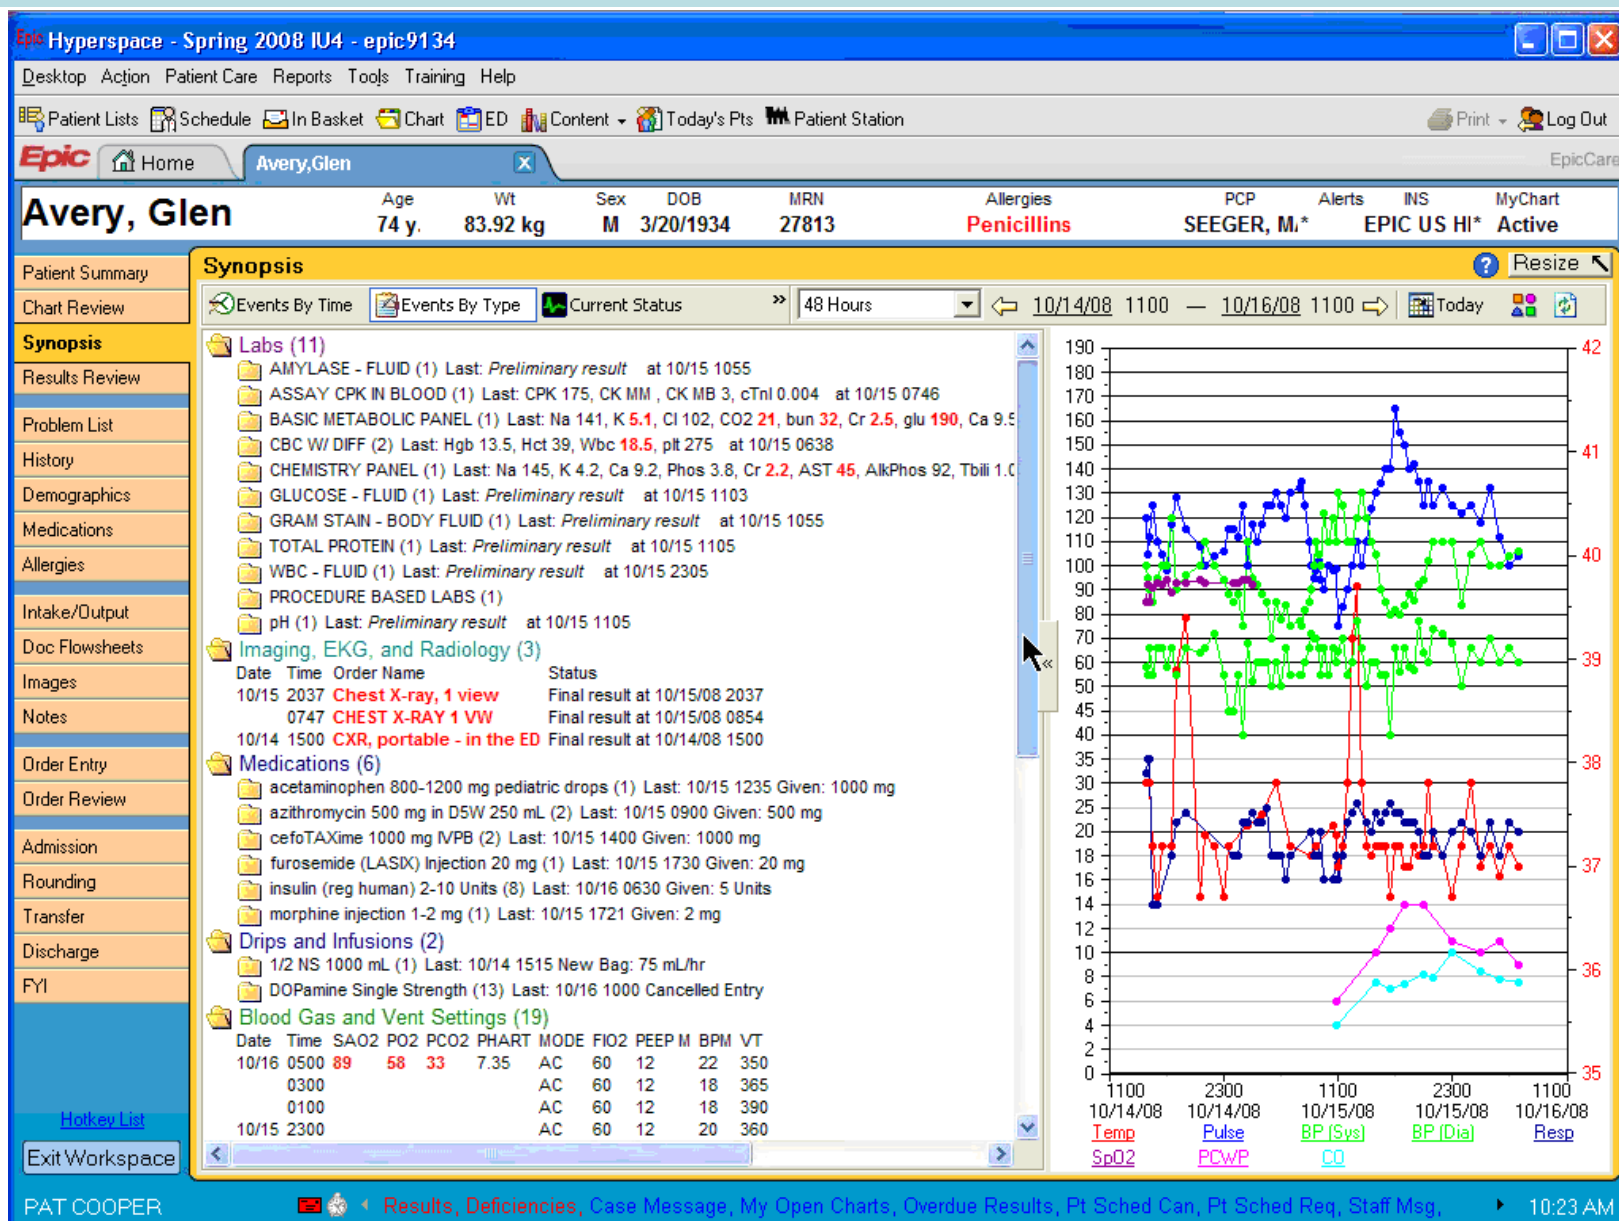 Epic Hyperspace - Spring 2008 IU4 - epic9134
Desktop Action Patient Care Reports Tools Training Help
Patient Lists Schedule In Basket Chart ED Content Today's Pts Patient Station Print Log Out
Epic Home Avery,Glen EpicCare
Age Wt Sex DOB MRN Allergies PCP Alerts INS MyChart
Avery, Glen 74 y. 83.92 kg M 3/20/1934 27813 Penicillins SEEGER, M.* EPIC US HI* Active
Patient Summary
Chart Review
Synopsis
Results Review
Problem List
History
Demographics
Medications
Allergies
Intake/Output
Doc Flowsheets
Images
Notes
Order Entry
Order Review
Admission
Rounding
Transfer
Discharge
FYI
Hotkey List
Exit Workspace
Synopsis ? Resize
Events By Time Events By Type Current Status » 48 Hours 10/14/08 1100 — 10/16/08 1100 Today
Labs (11)
AMYLASE - FLUID (1) Last: Preliminary result at 10/15 1055
ASSAY CPK IN BLOOD (1) Last: CPK 175, CK MM , CK MB 3, cTnI 0.004 at 10/15 0746
BASIC METABOLIC PANEL (1) Last: Na 141, K 5.1, Cl 102, CO2 21, bun 32, Cr 2.5, glu 190, Ca 9.5
CBC W/ DIFF (2) Last: Hgb 13.5, Hct 39, Wbc 18.5, plt 275 at 10/15 0638
CHEMISTRY PANEL (1) Last: Na 145, K 4.2, Ca 9.2, Phos 3.8, Cr 2.2, AST 45, AlkPhos 92, Tbili 1.0
GLUCOSE - FLUID (1) Last: Preliminary result at 10/15 1103
GRAM STAIN - BODY FLUID (1) Last: Preliminary result at 10/15 1055
TOTAL PROTEIN (1) Last: Preliminary result at 10/15 1105
WBC - FLUID (1) Last: Preliminary result at 10/15 2305
PROCEDURE BASED LABS (1)
pH (1) Last: Preliminary result at 10/15 1105
Imaging, EKG, and Radiology (3)
Date Time Order Name Status
10/15 2037 Chest X-ray, 1 view Final result at 10/15/08 2037
0747 CHEST X-RAY 1 VW Final result at 10/15/08 0854
10/14 1500 CXR, portable - in the ED Final result at 10/14/08 1500
Medications (6)
acetaminophen 800-1200 mg pediatric drops (1) Last: 10/15 1235 Given: 1000 mg
azithromycin 500 mg in D5W 250 mL (2) Last: 10/15 0900 Given: 500 mg
cefoTAXime 1000 mg IVPB (2) Last: 10/15 1400 Given: 1000 mg
furosemide (LASIX) Injection 20 mg (1) Last: 10/15 1730 Given: 20 mg
insulin (reg human) 2-10 Units (8) Last: 10/16 0630 Given: 5 Units
morphine injection 1-2 mg (1) Last: 10/15 1721 Given: 2 mg
Drips and Infusions (2)
1/2 NS 1000 mL (1) Last: 10/14 1515 New Bag: 75 mL/hr
DOPamine Single Strength (13) Last: 10/16 1000 Cancelled Entry
Blood Gas and Vent Settings (19)
Date Time SAO2 PO2 PCO2 PHART MODE FIO2 PEEP M BPM VT
10/16 0500 89 58 33 7.35 AC 60 12 22 350
0300 AC 60 12 18 365
0100 AC 60 12 18 390
10/15 2300 AC 60 12 20 360
«
190
180
170
160
150
140
130
120
110
100
90
80
70
60
50
45
40
35
30
25
20
18
16
14
12
10
8
6
4
2
0
42
41
40
39
38
37
36
35
1100 2300 1100 2300 1100
10/14/08 10/14/08 10/15/08 10/15/08 10/16/08
Temp Pulse BP (Sys) BP (Dia) Resp
SpO2 PCWP CO
PAT COOPER Results, Deficiencies, Case Message, My Open Charts, Overdue Results, Pt Sched Can, Pt Sched Req, Staff Msg, 10:23 AM